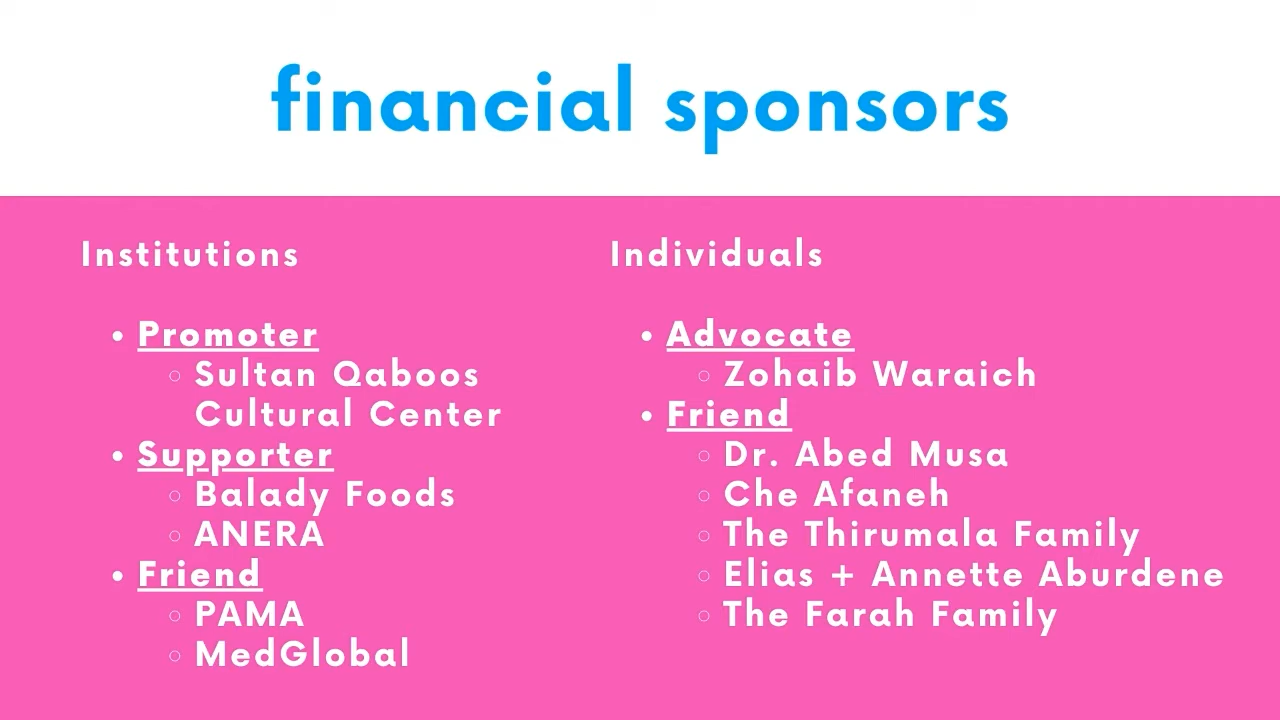 financial sponsors
Institutions
• Promoter
○ Sultan Qaboos
Cultural Center
• Supporter
○ Balady Foods
○ ANERA
• Friend
○ PAMA
○ MedGlobal
Individuals
• Advocate
○ Zohaib Waraich
• Friend
○ Dr. Abed Musa
○ Che Afaneh
○ The Thirumala Family
○ Elias + Annette Aburdene
○ The Farah Family